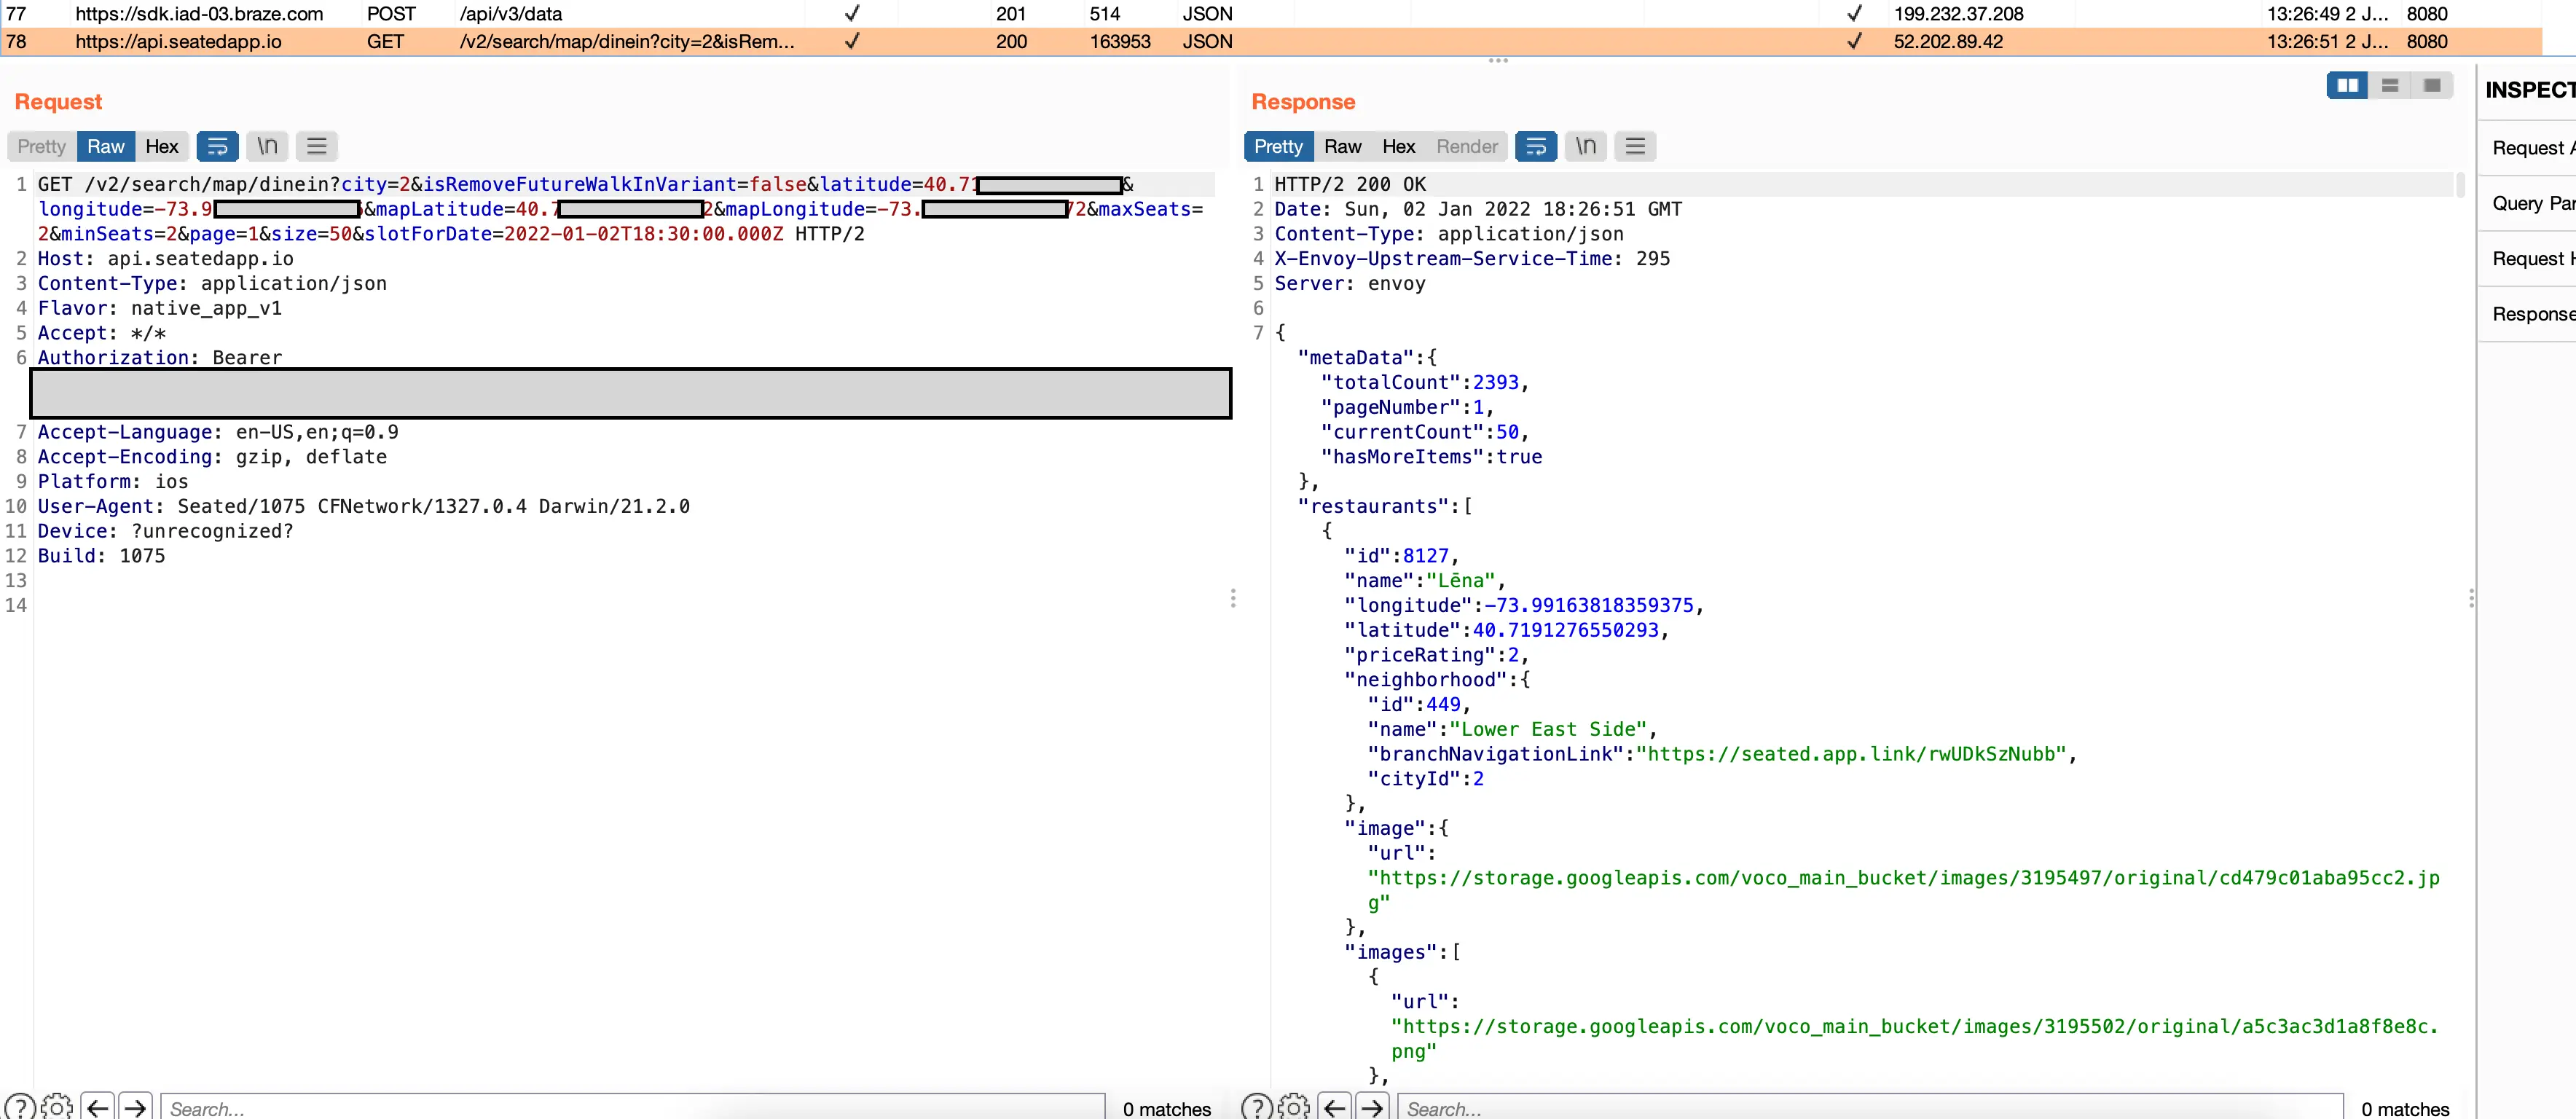 77 https://sdk.iad-03.braze.com POST /api/v3/data ✓ 201 514 JSON ✓ 199.232.37.208 13:26:49 2 J... 8080
78 https://api.seatedapp.io GET /v2/search/map/dinein?city=2&isRem... ✓ 200 163953 JSON ✓ 52.202.89.42 13:26:51 2 J... 8080
Request
Pretty Raw Hex \n
1 GET /v2/search/map/dinein?city=2&isRemoveFutureWalkInVariant=false&latitude=40.71 &
longitude=-73.9 &mapLatitude=40.7 2&mapLongitude=-73. 72&maxSeats=
2&minSeats=2&page=1&size=50&slotForDate=2022-01-02T18:30:00.000Z HTTP/2
2 Host: api.seatedapp.io
3 Content-Type: application/json
4 Flavor: native_app_v1
5 Accept: */*
6 Authorization: Bearer
7 Accept-Language: en-US,en;q=0.9
8 Accept-Encoding: gzip, deflate
9 Platform: ios
10 User-Agent: Seated/1075 CFNetwork/1327.0.4 Darwin/21.2.0
11 Device: ?unrecognized?
12 Build: 1075
13
14
Search... 0 matches
Response
Pretty Raw Hex Render \n
1 HTTP/2 200 OK
2 Date: Sun, 02 Jan 2022 18:26:51 GMT
3 Content-Type: application/json
4 X-Envoy-Upstream-Service-Time: 295
5 Server: envoy
6
7 {
"metaData":{
"totalCount":2393,
"pageNumber":1,
"currentCount":50,
"hasMoreItems":true
},
"restaurants":[
{
"id":8127,
"name":"Lēna",
"longitude":-73.99163818359375,
"latitude":40.7191276550293,
"priceRating":2,
"neighborhood":{
"id":449,
"name":"Lower East Side",
"branchNavigationLink":"https://seated.app.link/rwUDkSzNubb",
"cityId":2
},
"image":{
"url":
"https://storage.googleapis.com/voco_main_bucket/images/3195497/original/cd479c01aba95cc2.jp
g"
},
"images":[
{
"url":
"https://storage.googleapis.com/voco_main_bucket/images/3195502/original/a5c3ac3d1a8f8e8c.
png"
},
Search... 0 matches
INSPECT
Request A
Query Par
Request H
Response